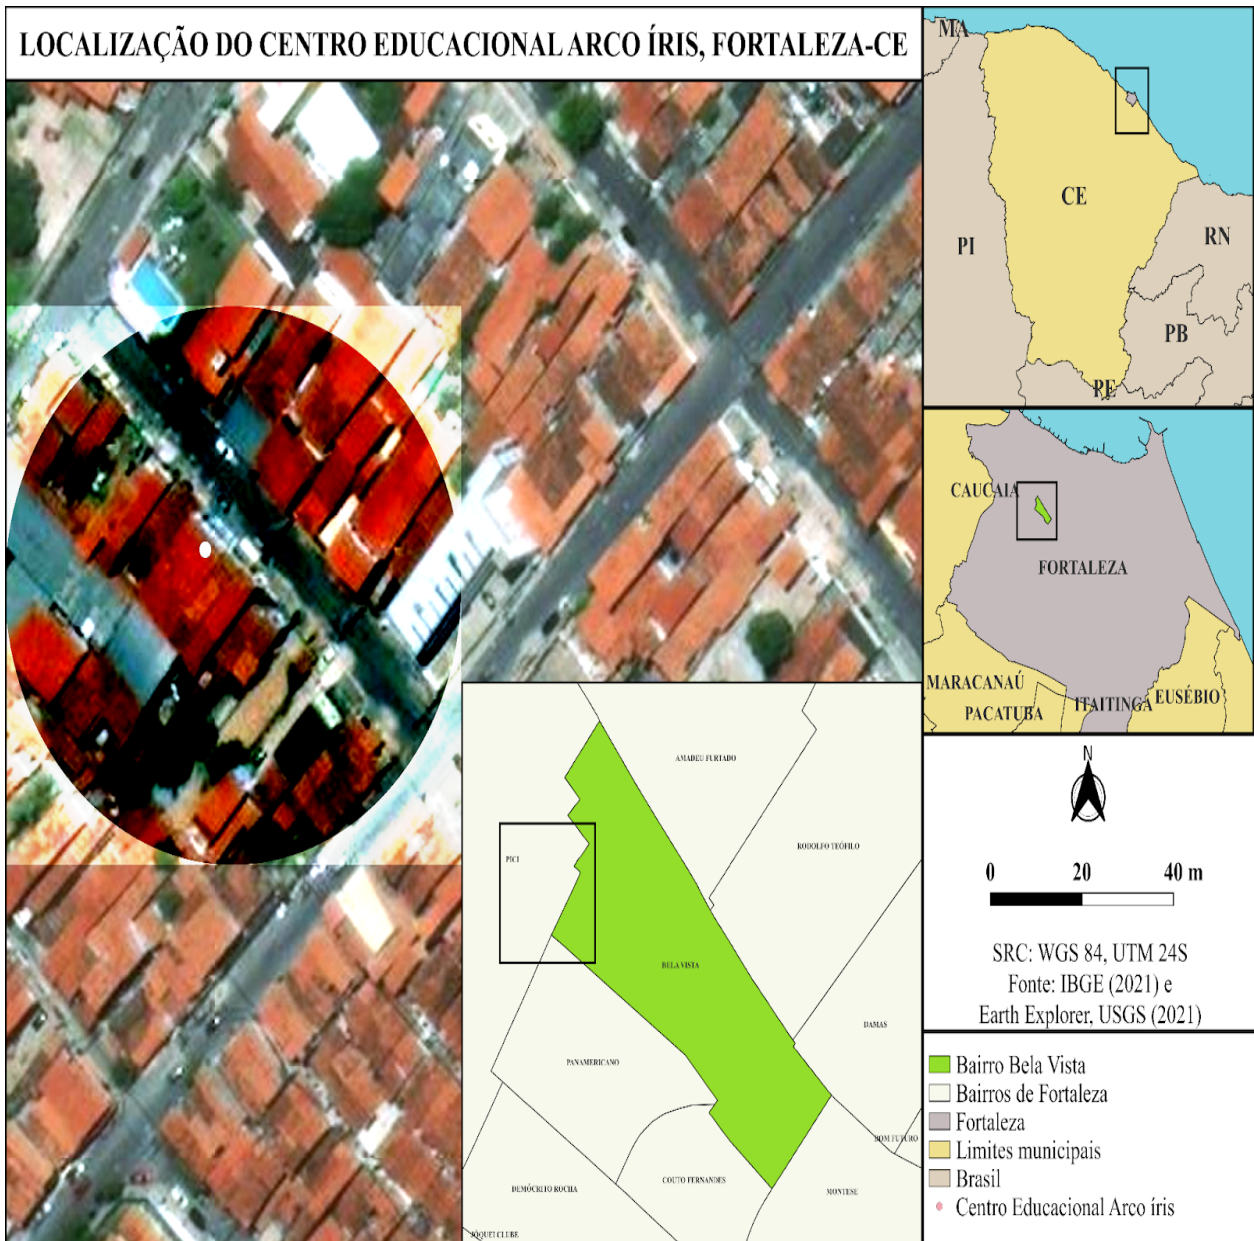 LOCALIZAÇÃO DO CENTRO EDUCACIONAL ARCO ÍRIS, FORTALEZA-CE
MA
CE
PI
RN
PB
PE
CAUCAIA
FORTALEZA
MARACANAÚ
PACATUBA
ITAITINGA
EUSÉBIO
AMADEU FURTADO
RODOLFO TEÓFILO
PICI
BELA VISTA
DAMAS
PANAMERICANO
BOM FUTURO
COUTO FERNANDES
DEMÓCRITO ROCHA
MONTESE
JÓQUEI CLUBE
N
0 20 40 m
SRC: WGS 84, UTM 24S
Fonte: IBGE (2021) e
Earth Explorer, USGS (2021)
Bairro Bela Vista
Bairros de Fortaleza
Fortaleza
Limites municipais
Brasil
Centro Educacional Arco íris